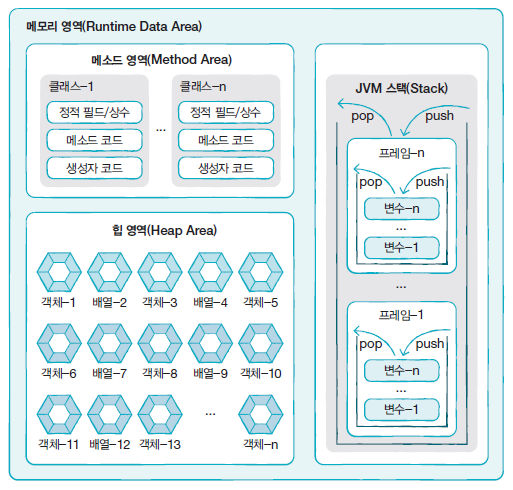 메모리 영역(Runtime Data Area)
메소드 영역(Method Area)
클래스-1
정적 필드/상수
메소드 코드
생성자 코드
...
클래스-n
정적 필드/상수
메소드 코드
생성자 코드
힙 영역(Heap Area)
객체-1 배열-2 객체-3 배열-4 객체-5
객체-6 배열-7 객체-8 배열-9 객체-10
...
객체-11 배열-12 객체-13 객체-n
JVM 스택(Stack)
pop push
프레임-n
pop push
변수-n
...
변수-1
...
프레임-1
pop push
변수-n
...
변수-1